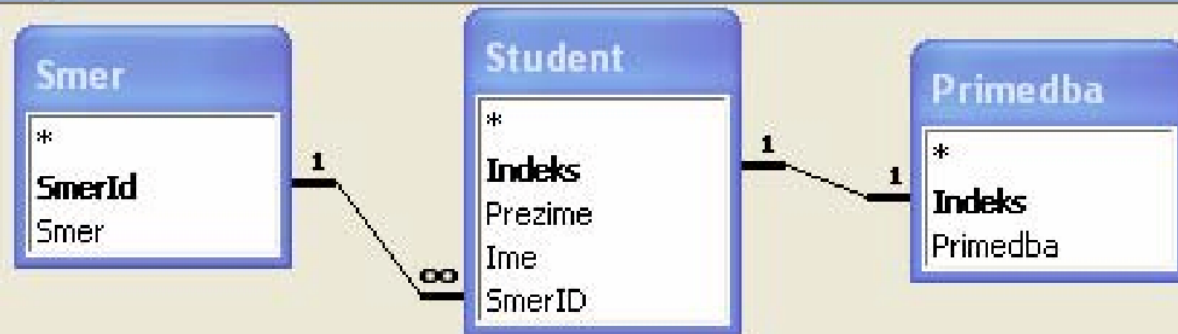 Smer
*
SmerId
Smer
1
∞
Student
*
Indeks
Prezime
Ime
SmerID
1
1
Primedba
*
Indeks
Primedba